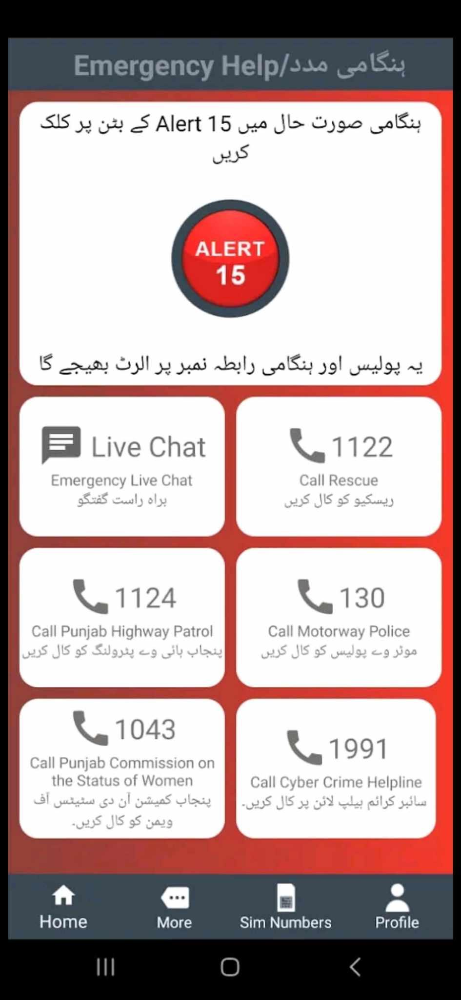 Emergency Help/ہنگامی مدد
ہنگامی صورت حال میں Alert 15 کے بٹن پر کلک
کریں
ALERT
15
یہ پولیس اور ہنگامی رابطہ نمبر پر الرٹ بھیجے گا
Live Chat
Emergency Live Chat
براہ راست گفتگو
1122
Call Rescue
ریسکیو کو کال کریں
1124
Call Punjab Highway Patrol
پنجاب ہائی وے پٹرولنگ کو کال کریں
130
Call Motorway Police
موٹر وے پولیس کو کال کریں
1043
Call Punjab Commission on
the Status of Women
پنجاب کمیشن آن دی سٹیٹس آف
ویمن کو کال کریں۔
1991
Call Cyber Crime Helpline
سائبر کرائم ہیلپ لائن پر کال کریں۔
Home
More
Sim Numbers
Profile